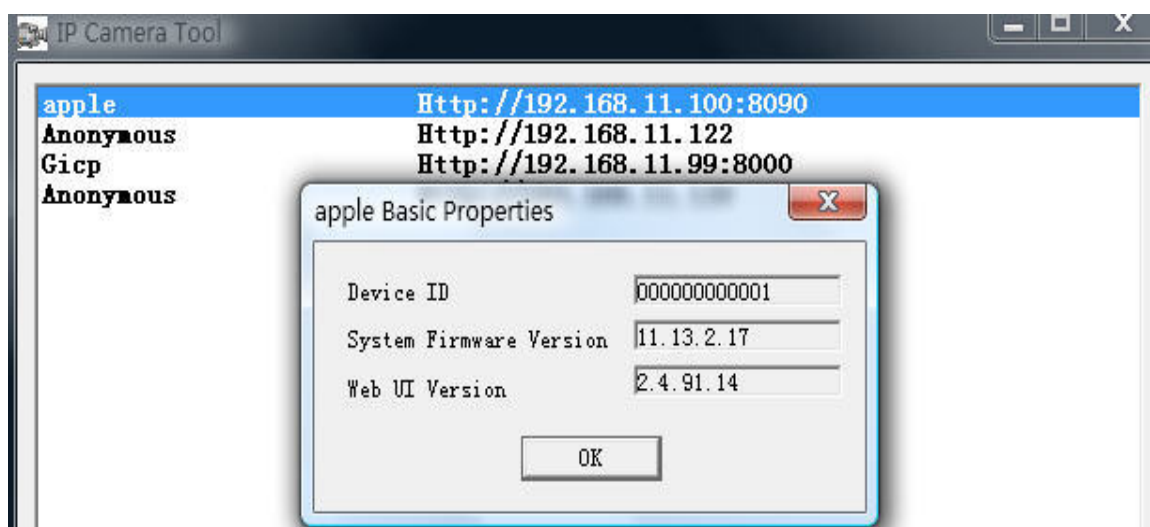 IP Camera Tool
apple Http://192.168.11.100:8090
Anonymous Http://192.168.11.122
Gicp Http://192.168.11.99:8000
Anonymous
apple Basic Properties
Device ID 000000000001
System Firmware Version 11.13.2.17
Web UI Version 2.4.91.14
OK